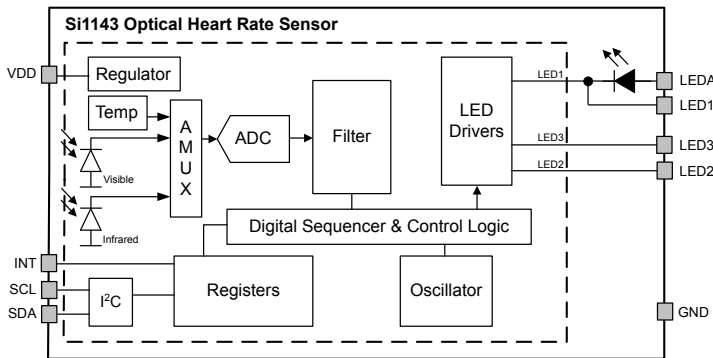 Si1143 Optical Heart Rate Sensor
VDD
Regulator
Temp
AMUX
ADC
Filter
LED
Drivers
LED1
LEDA
LED1
LED3
LED3
LED2
LED2
Visible
Infrared
Digital Sequencer & Control Logic
INT
SCL
SDA
I²C
Registers
Oscillator
GND